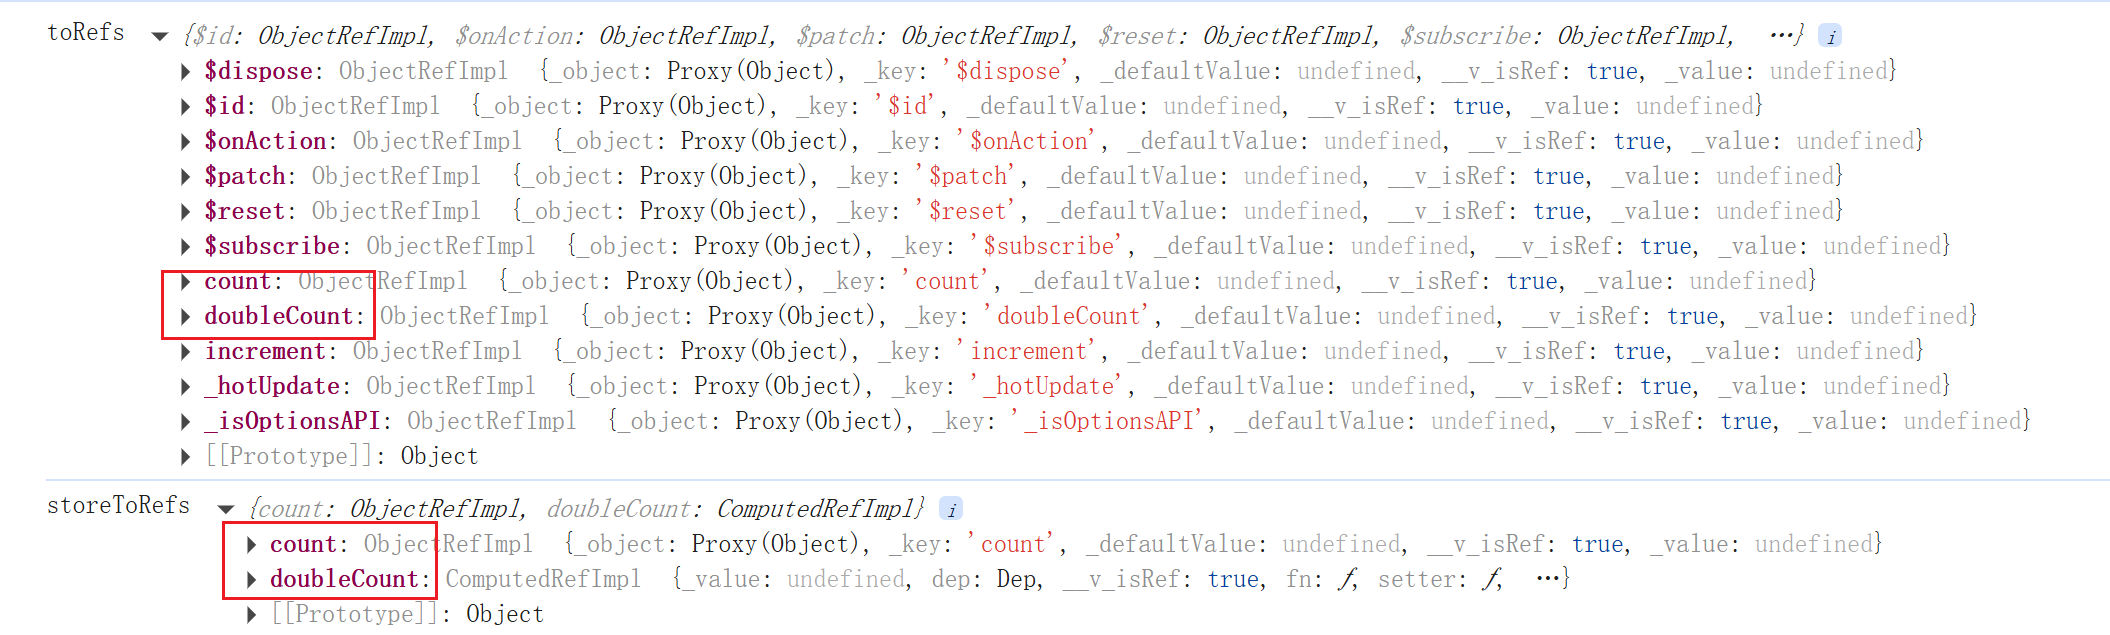 toRefs ▼ {$id: ObjectRefImpl, $onAction: ObjectRefImpl, $patch: ObjectRefImpl, $reset: ObjectRefImpl, $subscribe: ObjectRefImpl, …} i
▶ $dispose: ObjectRefImpl {_object: Proxy(Object), _key: '$dispose', _defaultValue: undefined, __v_isRef: true, _value: undefined}
▶ $id: ObjectRefImpl {_object: Proxy(Object), _key: '$id', _defaultValue: undefined, __v_isRef: true, _value: undefined}
▶ $onAction: ObjectRefImpl {_object: Proxy(Object), _key: '$onAction', _defaultValue: undefined, __v_isRef: true, _value: undefined}
▶ $patch: ObjectRefImpl {_object: Proxy(Object), _key: '$patch', _defaultValue: undefined, __v_isRef: true, _value: undefined}
▶ $reset: ObjectRefImpl {_object: Proxy(Object), _key: '$reset', _defaultValue: undefined, __v_isRef: true, _value: undefined}
▶ $subscribe: ObjectRefImpl {_object: Proxy(Object), _key: '$subscribe', _defaultValue: undefined, __v_isRef: true, _value: undefined}
▶ count: ObjectRefImpl {_object: Proxy(Object), _key: 'count', _defaultValue: undefined, __v_isRef: true, _value: undefined}
▶ doubleCount: ObjectRefImpl {_object: Proxy(Object), _key: 'doubleCount', _defaultValue: undefined, __v_isRef: true, _value: undefined}
▶ increment: ObjectRefImpl {_object: Proxy(Object), _key: 'increment', _defaultValue: undefined, __v_isRef: true, _value: undefined}
▶ _hotUpdate: ObjectRefImpl {_object: Proxy(Object), _key: '_hotUpdate', _defaultValue: undefined, __v_isRef: true, _value: undefined}
▶ _isOptionsAPI: ObjectRefImpl {_object: Proxy(Object), _key: '_isOptionsAPI', _defaultValue: undefined, __v_isRef: true, _value: undefined}
▶ [[Prototype]]: Object
storeToRefs ▼ {count: ObjectRefImpl, doubleCount: ComputedRefImpl} i
▶ count: ObjectRefImpl {_object: Proxy(Object), _key: 'count', _defaultValue: undefined, __v_isRef: true, _value: undefined}
▶ doubleCount: ComputedRefImpl {_value: undefined, dep: Dep, __v_isRef: true, fn: ƒ, setter: ƒ, …}
▶ [[Prototype]]: Object